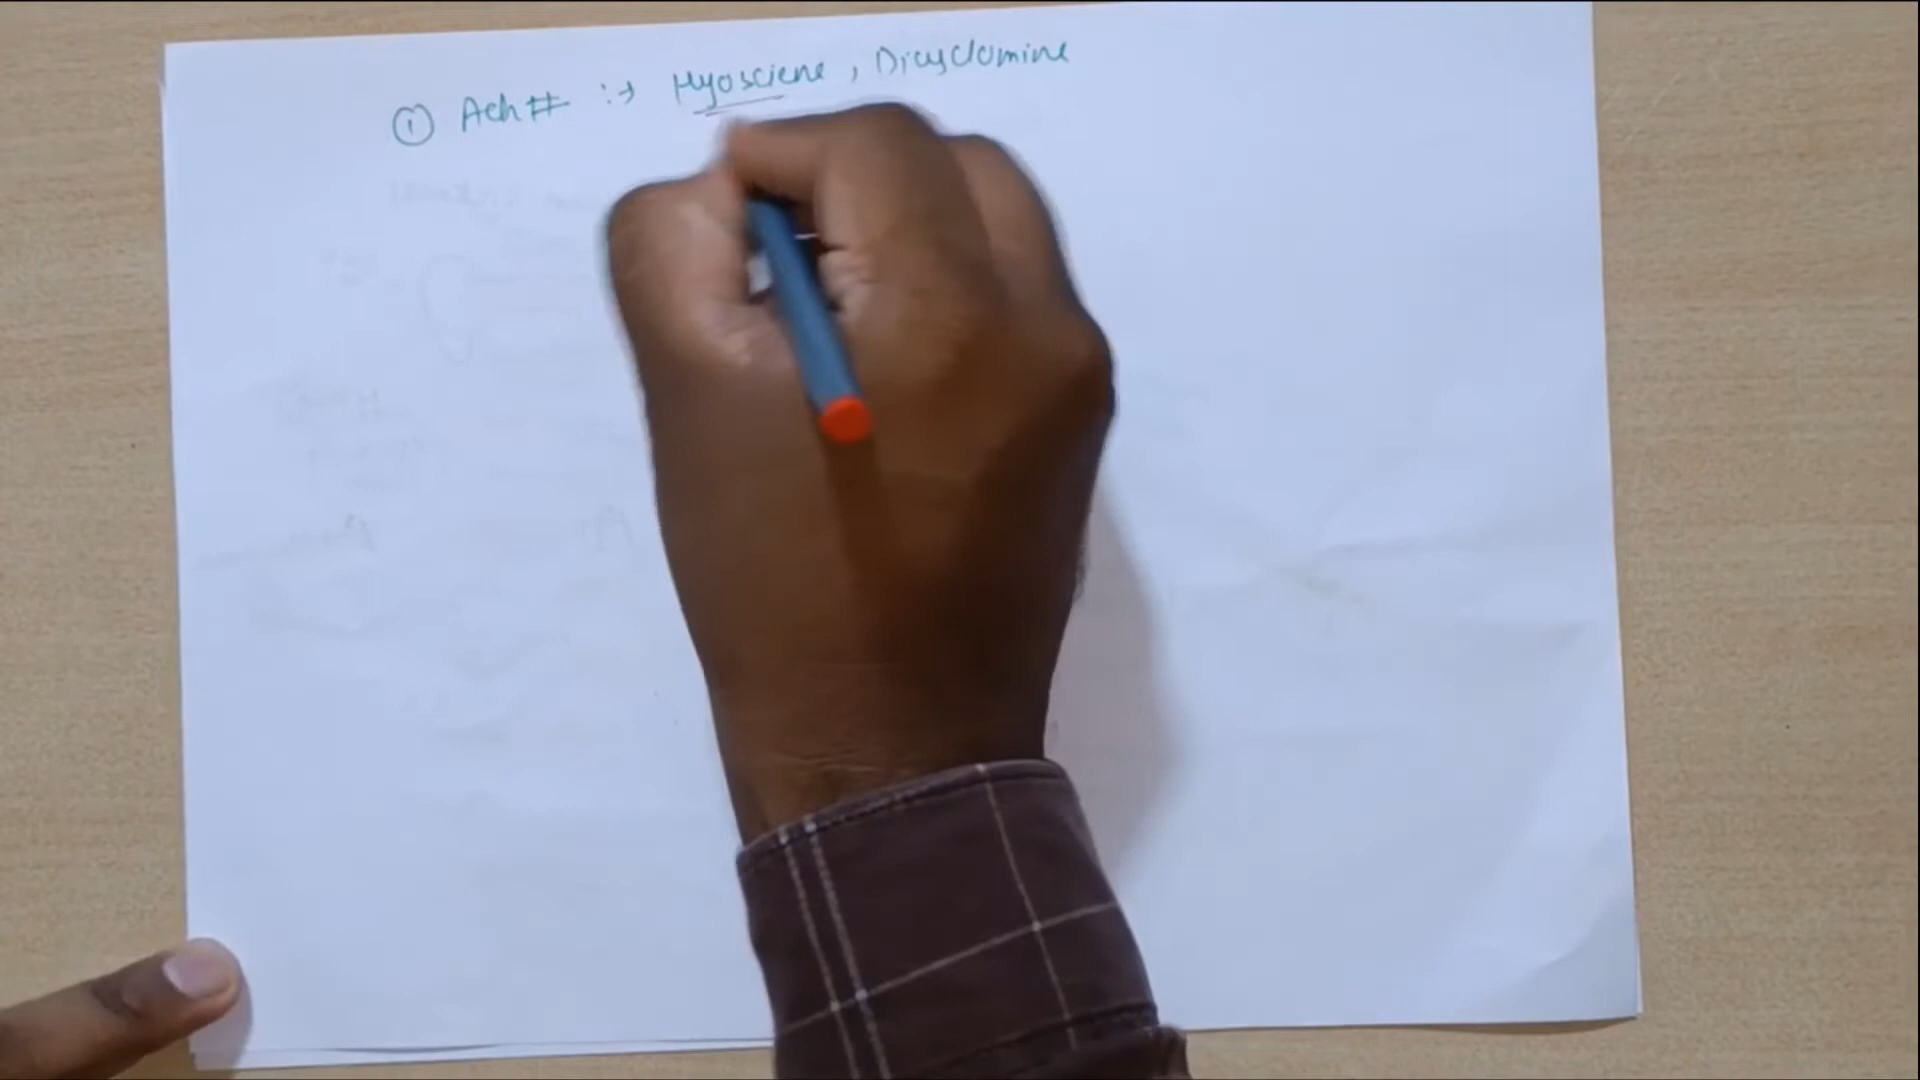 ① Ach# :→ Hyosciene, Dicyclomine